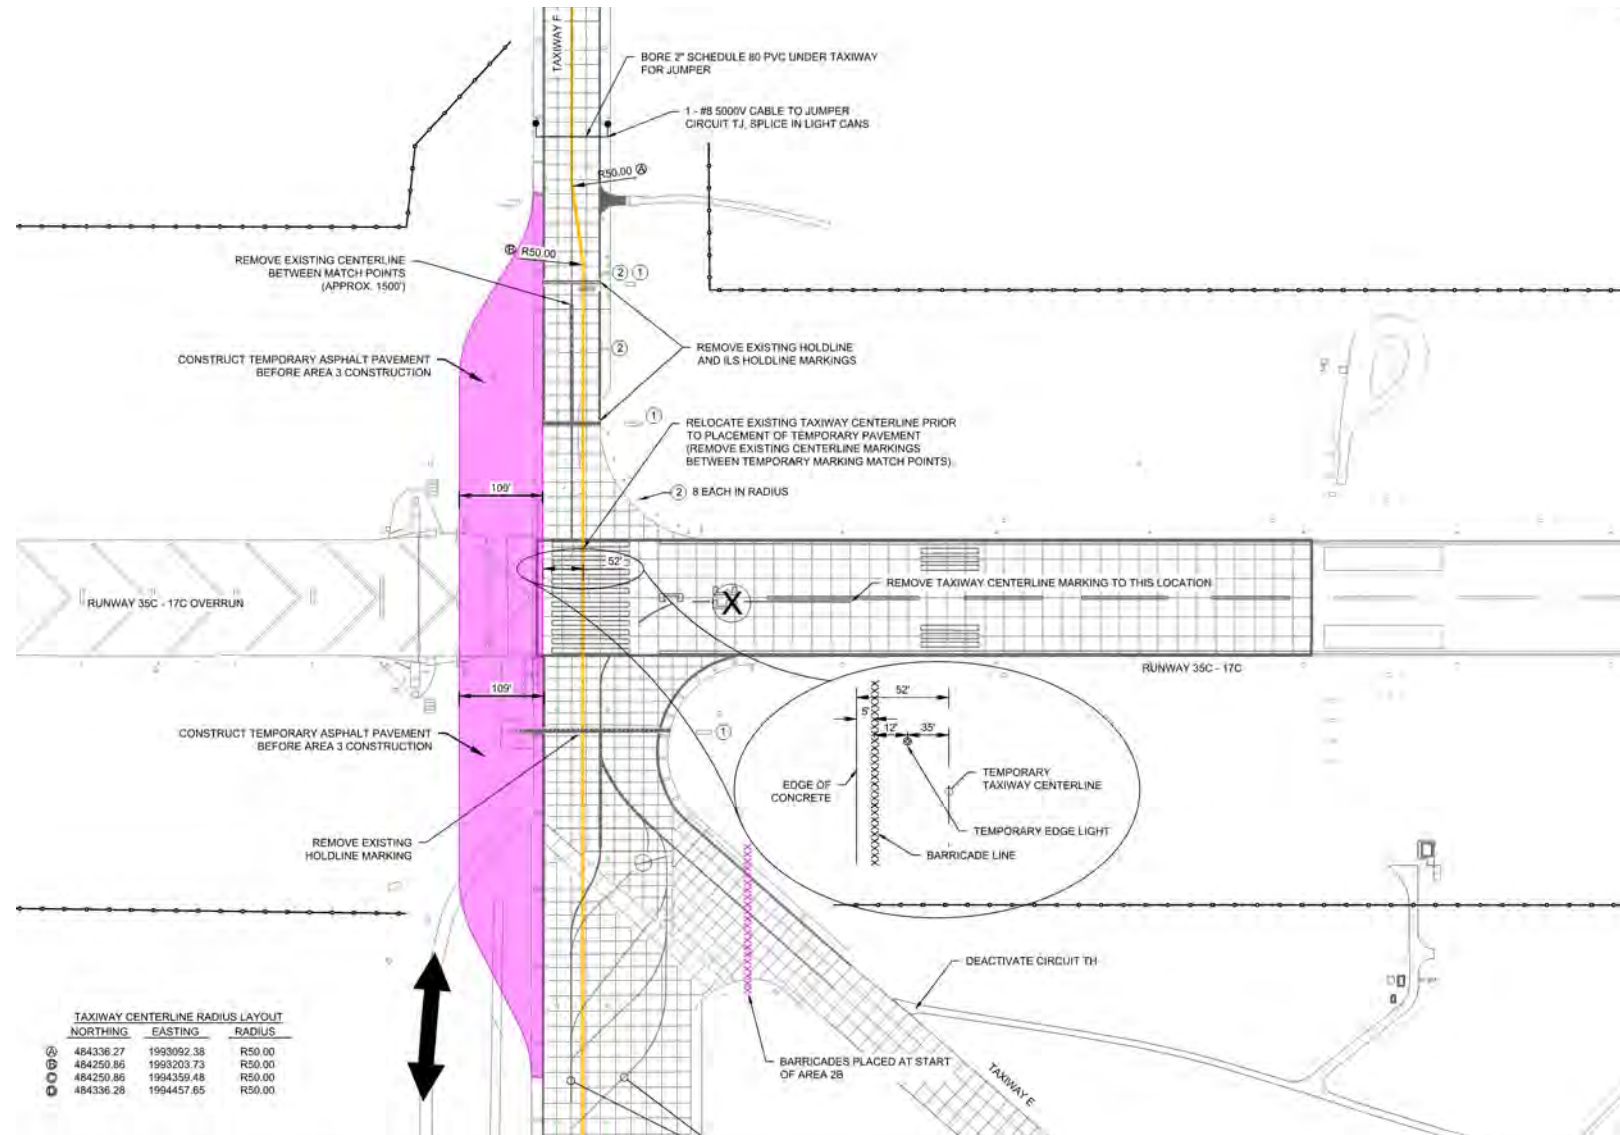 TAXIWAY F
BORE 2" SCHEDULE 80 PVC UNDER TAXIWAY
FOR JUMPER
1 - #8 5000V CABLE TO JUMPER
CIRCUIT TJ, SPLICE IN LIGHT CANS
R50.00 A
B R50.00
REMOVE EXISTING CENTERLINE
BETWEEN MATCH POINTS
(APPROX. 1500')
2 1
2
REMOVE EXISTING HOLDLINE
AND ILS HOLDLINE MARKINGS
CONSTRUCT TEMPORARY ASPHALT PAVEMENT
BEFORE AREA 3 CONSTRUCTION
1
RELOCATE EXISTING TAXIWAY CENTERLINE PRIOR
TO PLACEMENT OF TEMPORARY PAVEMENT
(REMOVE EXISTING CENTERLINE MARKINGS
BETWEEN TEMPORARY MARKING MATCH POINTS).
109'
2 8 EACH IN RADIUS
52'
REMOVE TAXIWAY CENTERLINE MARKING TO THIS LOCATION
X
RUNWAY 35C - 17C OVERRUN
RUNWAY 35C - 17C
109'
52'
5'
12'
35'
1
CONSTRUCT TEMPORARY ASPHALT PAVEMENT
BEFORE AREA 3 CONSTRUCTION
EDGE OF
CONCRETE
TEMPORARY
TAXIWAY CENTERLINE
TEMPORARY EDGE LIGHT
BARRICADE LINE
REMOVE EXISTING
HOLDLINE MARKING
DEACTIVATE CIRCUIT TH
BARRICADES PLACED AT START
OF AREA 2B
TAXIWAY E
TAXIWAY CENTERLINE RADIUS LAYOUT
NORTHING EASTING RADIUS
A 484336.27 1993092.38 R50.00
B 484250.86 1993203.73 R50.00
C 484250.86 1994359.48 R50.00
D 484336.28 1994457.65 R50.00